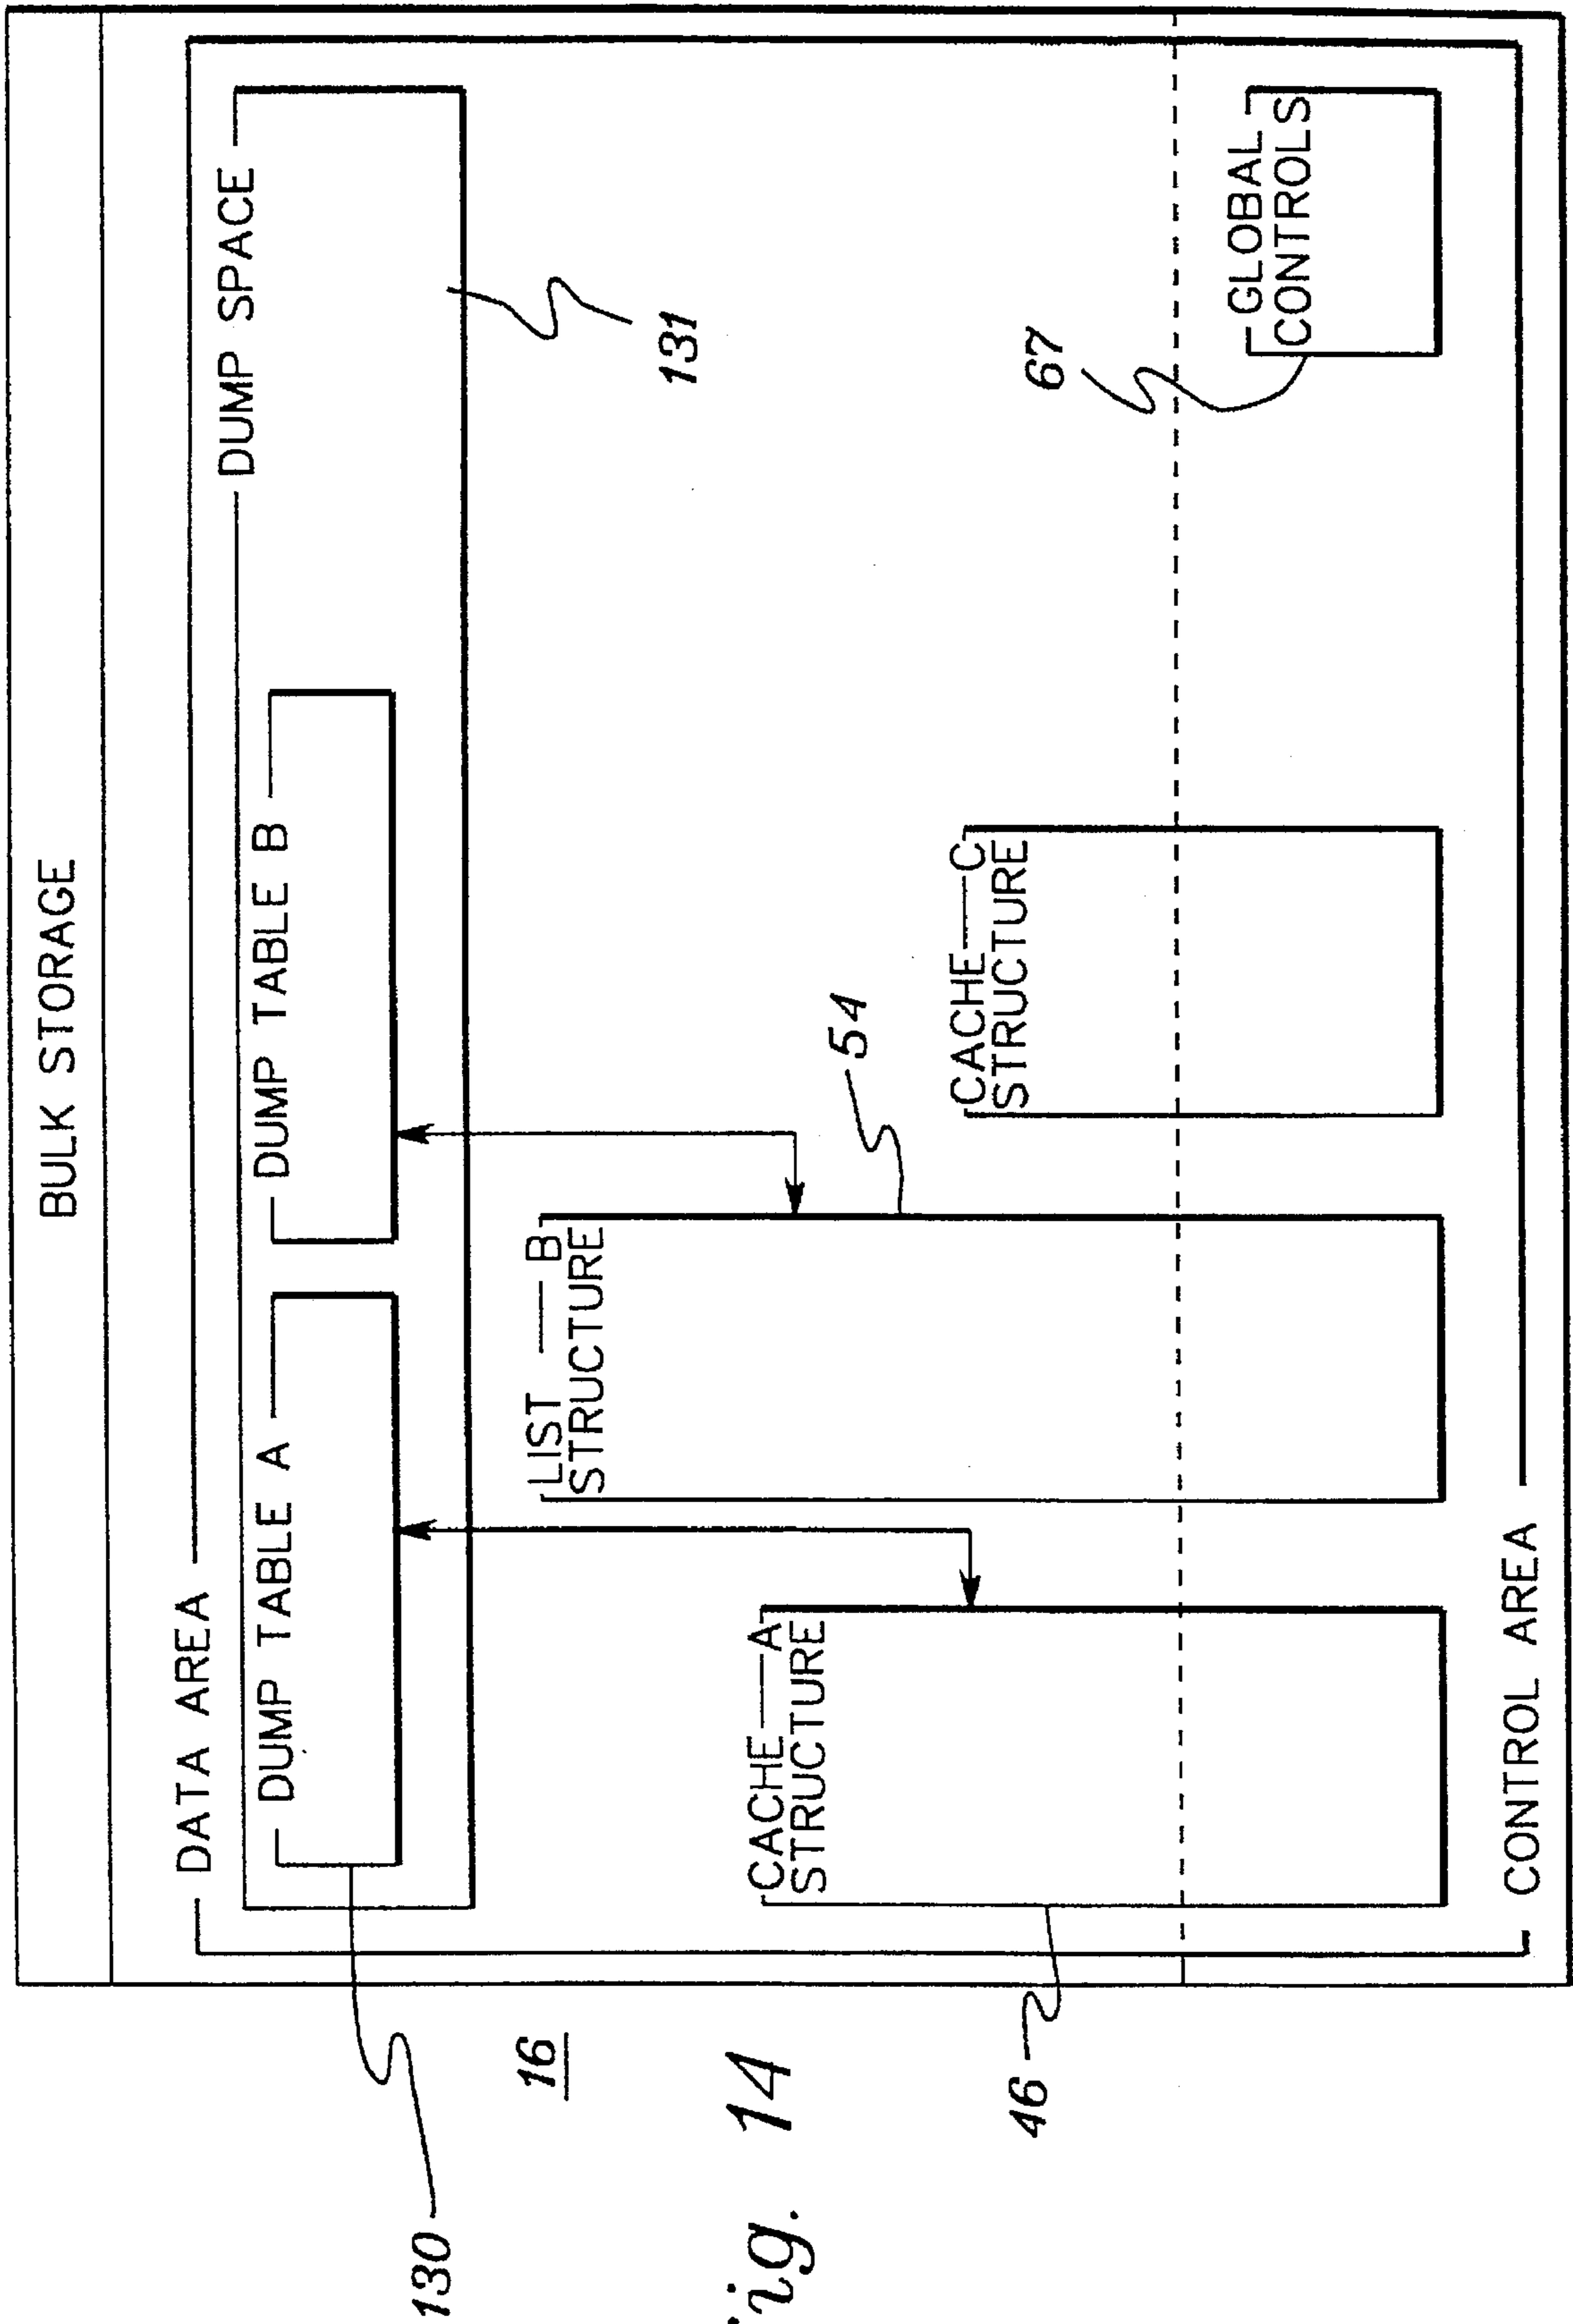 BULK STORAGE
DATA AREA
DUMP SPACE
DUMP TABLE A
DUMP TABLE B
130
131
16
LIST B
STRUCTURE
54
CACHE A
STRUCTURE
46
CACHE C
STRUCTURE
67
GLOBAL
CONTROLS
CONTROL AREA
ig. 14